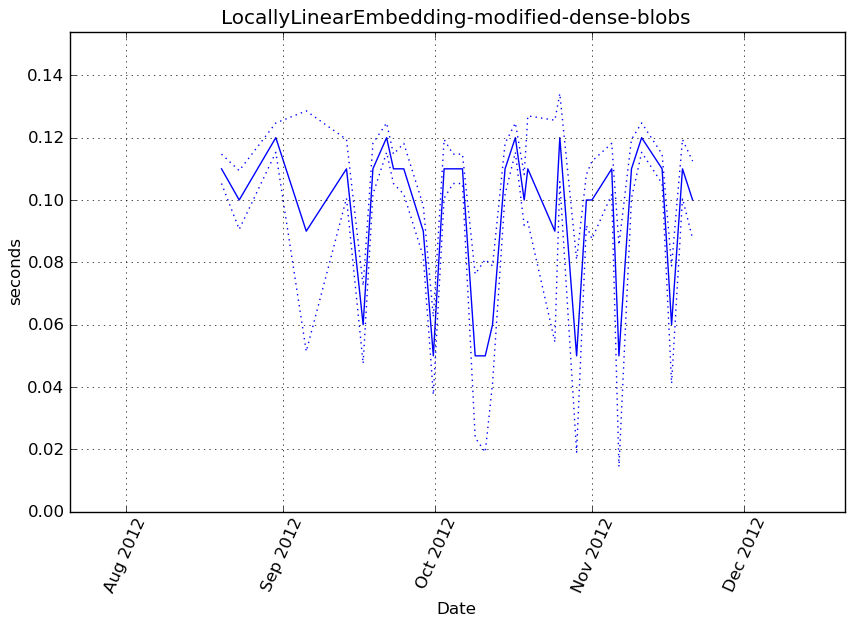 LocallyLinearEmbedding-modified-dense-blobs
0.14
0.12
0.10
0.08
0.06
0.04
0.02
0.00
seconds
Aug 2012
Sep 2012
Oct 2012
Nov 2012
Dec 2012
Date